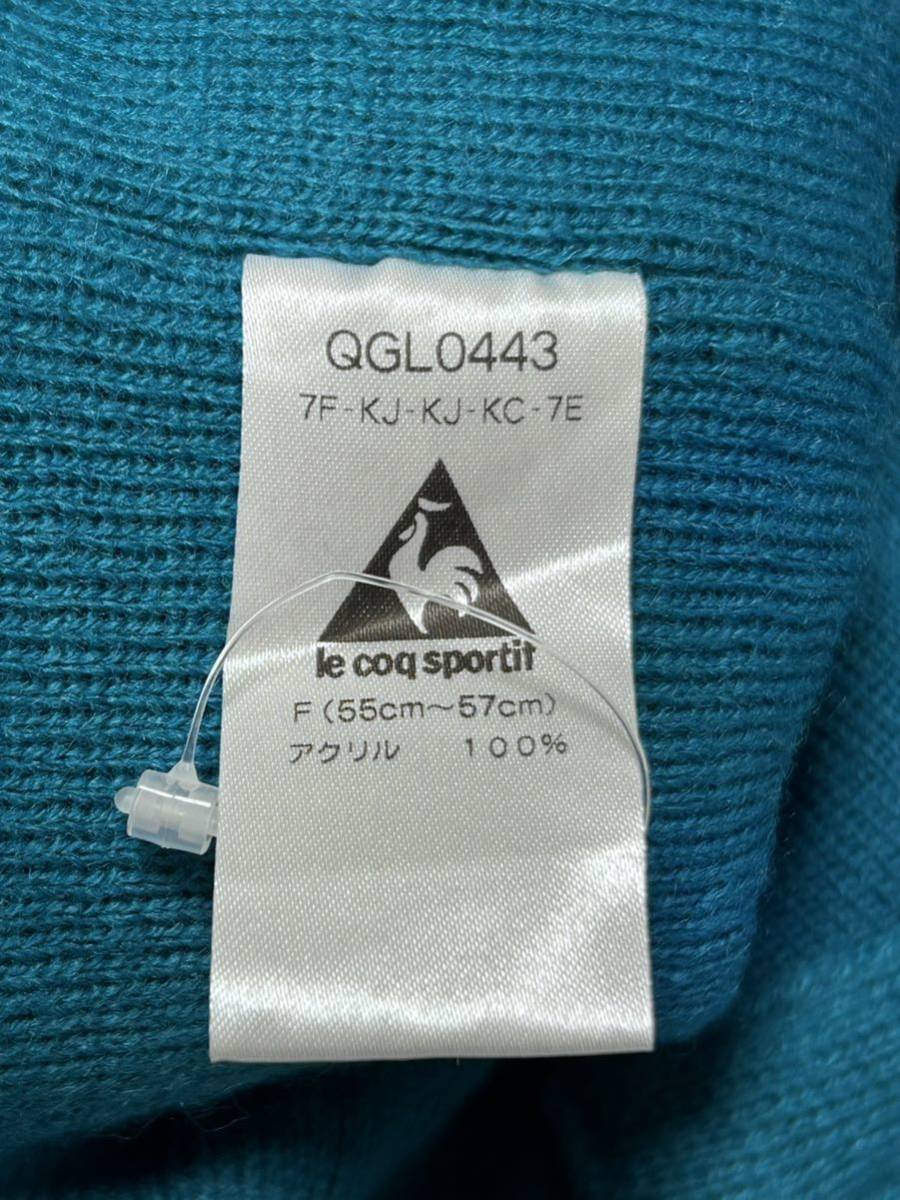 QGL0443
7F-KJ-KJ-KC-7E
le coq sportif
F（55cm～57cm）
アクリル　100%